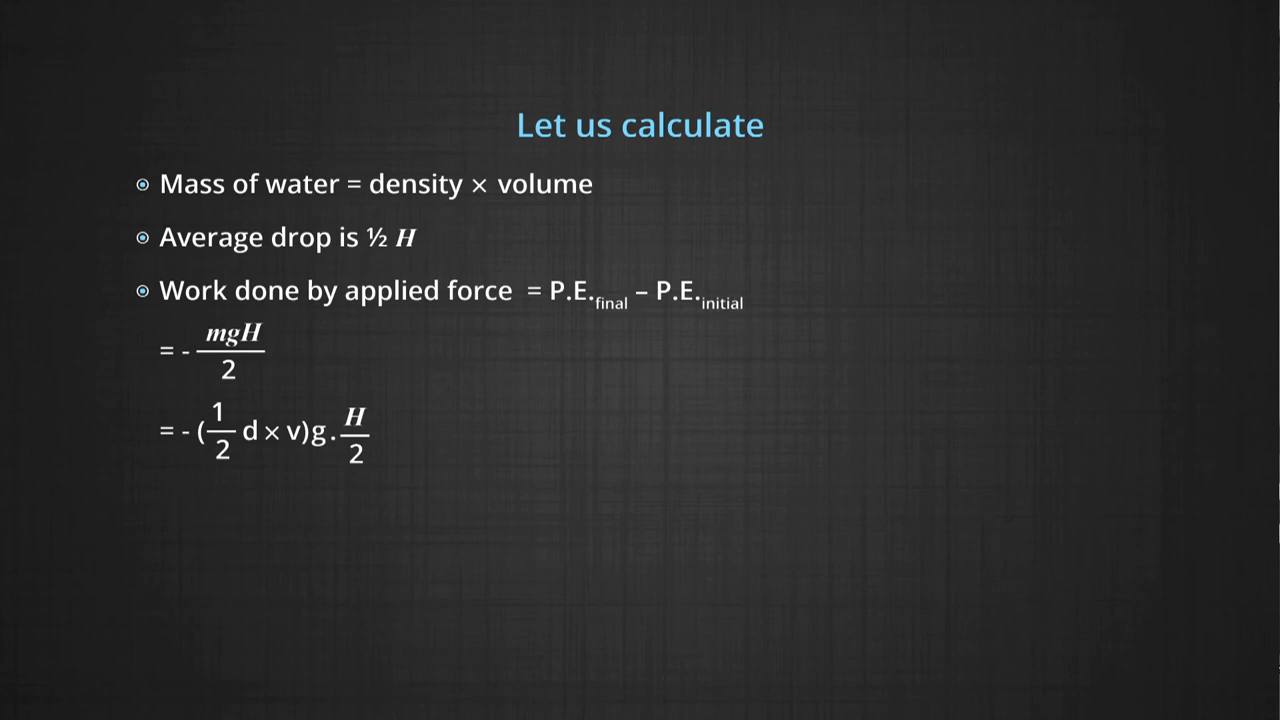 Let us calculate
Mass of water = density × volume
Average drop is ½ H
Work done by applied force = P.E.final – P.E.initial
= - mgH/2
= - (1/2 d × v)g . H/2